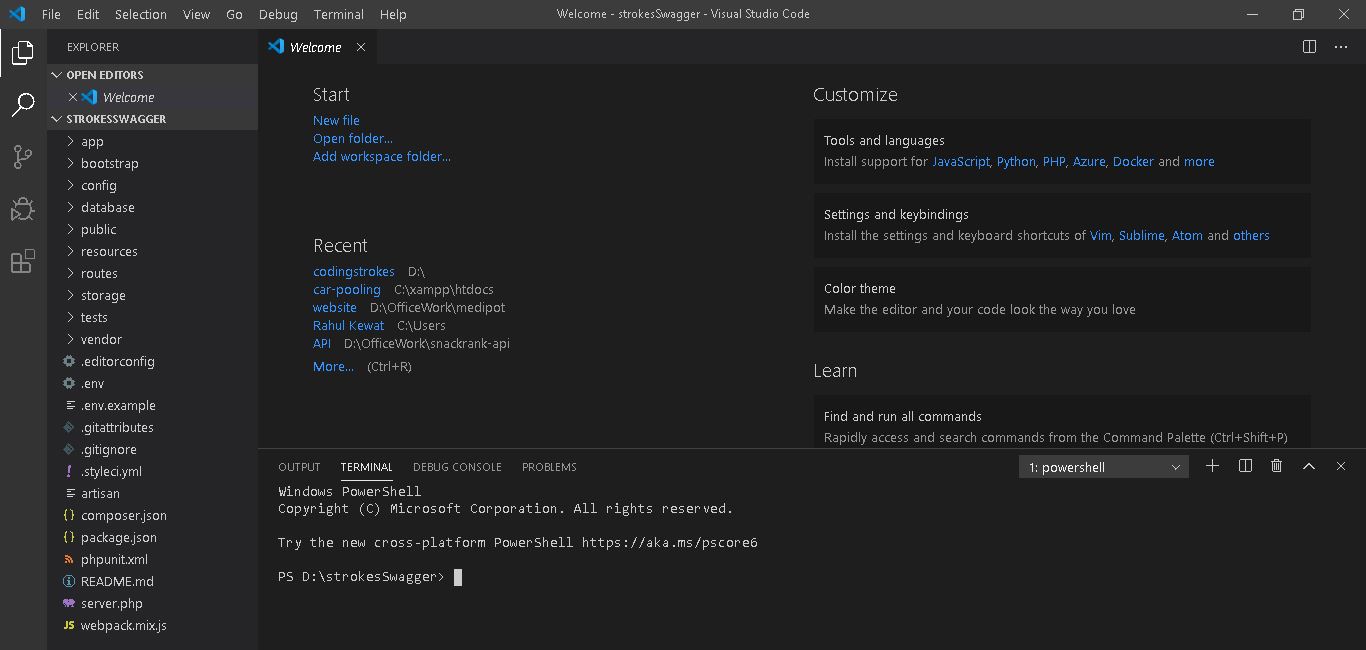 File Edit Selection View Go Debug Terminal Help
Welcome - strokesSwagger - Visual Studio Code
EXPLORER
OPEN EDITORS
Welcome
STROKESSWAGGER
app
bootstrap
config
database
public
resources
routes
storage
tests
vendor
.editorconfig
.env
.env.example
.gitattributes
.gitignore
.styleci.yml
artisan
{} composer.json
{} package.json
phpunit.xml
README.md
server.php
JS webpack.mix.js
Welcome
Start
New file
Open folder...
Add workspace folder...
Recent
codingstrokes D:\
car-pooling C:\xampp\htdocs
website D:\OfficeWork\medipot
Rahul Kewat C:\Users
API D:\OfficeWork\snackrank-api
More... (Ctrl+R)
Customize
Tools and languages
Install support for JavaScript, Python, PHP, Azure, Docker and more
Settings and keybindings
Install the settings and keyboard shortcuts of Vim, Sublime, Atom and others
Color theme
Make the editor and your code look the way you love
Learn
Find and run all commands
Rapidly access and search commands from the Command Palette (Ctrl+Shift+P)
OUTPUT TERMINAL DEBUG CONSOLE PROBLEMS
1: powershell
Windows PowerShell
Copyright (C) Microsoft Corporation. All rights reserved.
Try the new cross-platform PowerShell https://aka.ms/pscore6
PS D:\strokesSwagger>